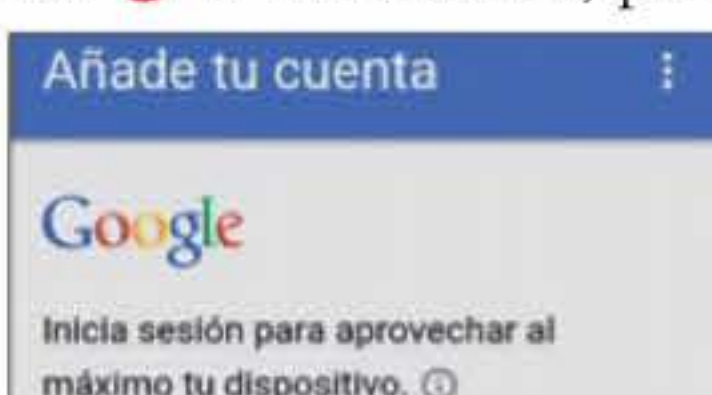 Añade tu cuenta
Google
Inicia sesión para aprovechar al
máximo tu dispositivo.